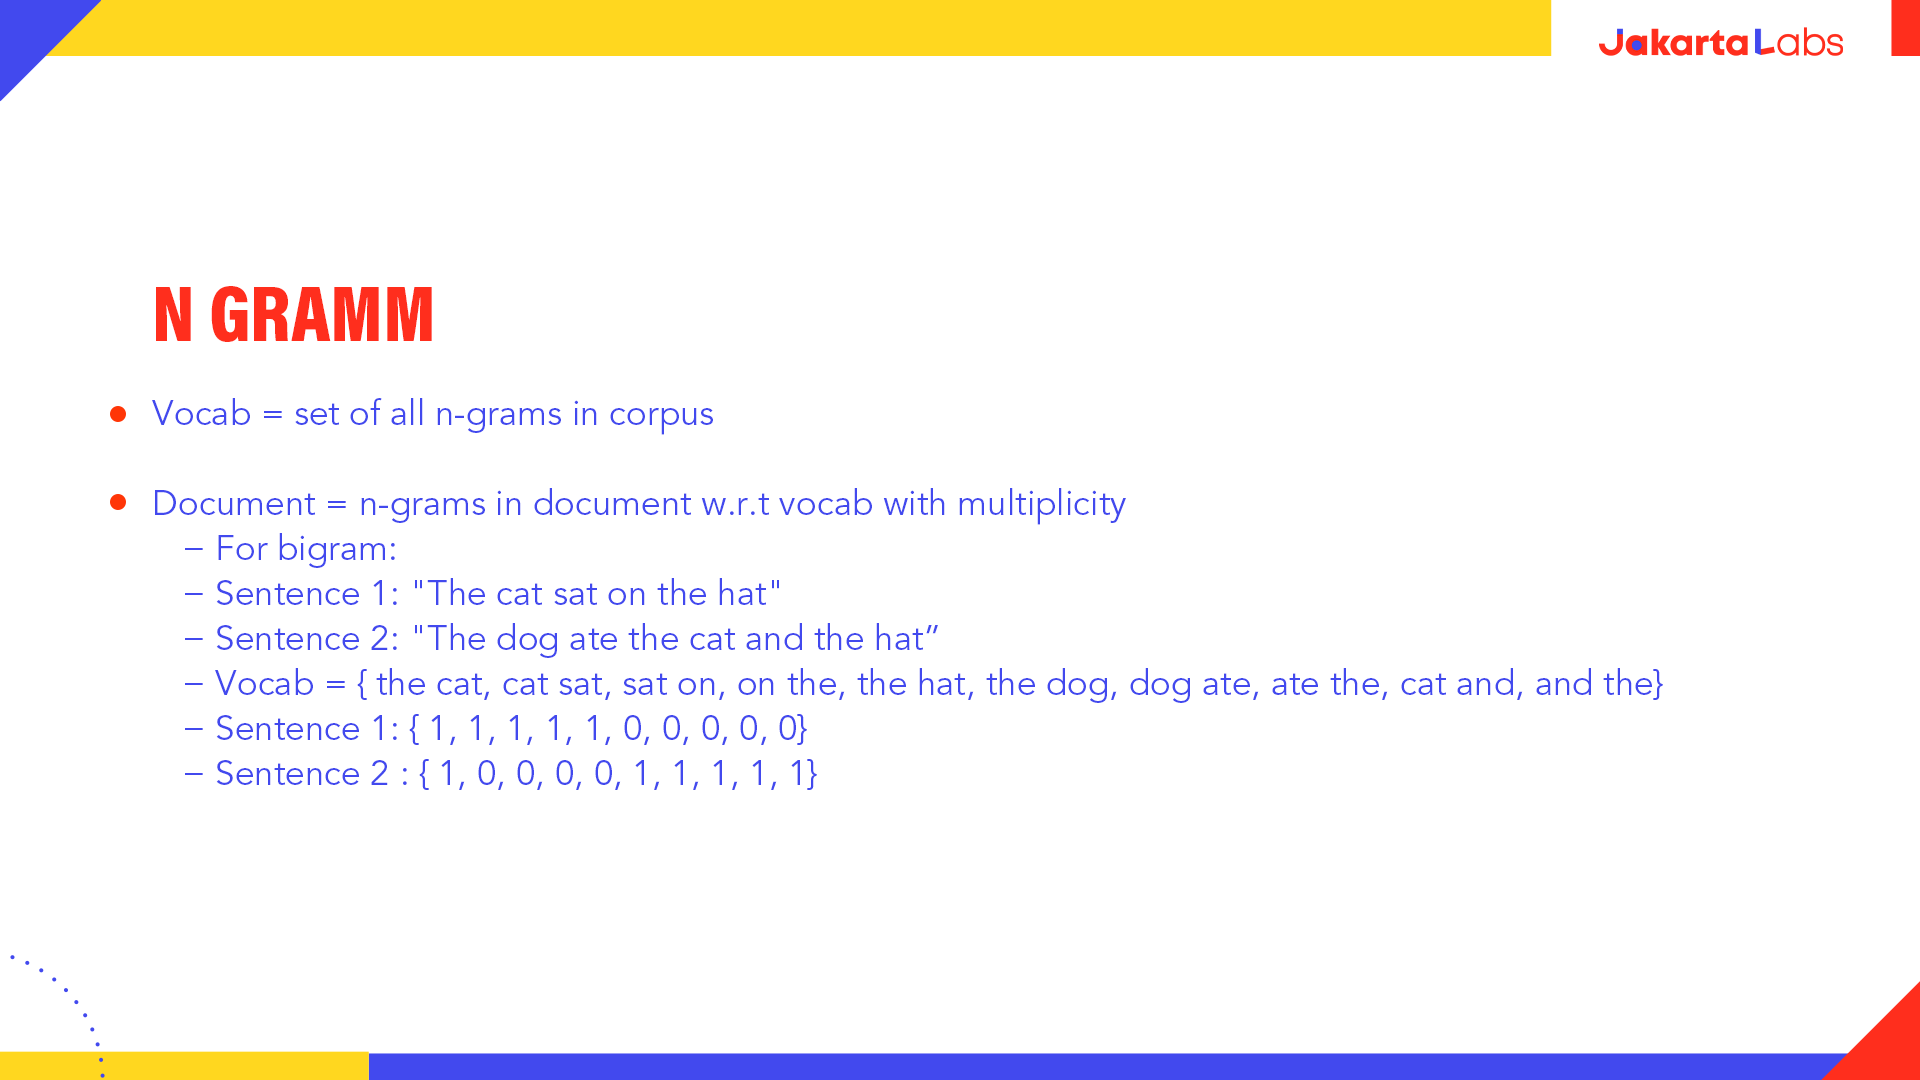 JakartaLabs
N GRAMM
● Vocab = set of all n-grams in corpus
● Document = n-grams in document w.r.t vocab with multiplicity
– For bigram:
– Sentence 1: "The cat sat on the hat"
– Sentence 2: "The dog ate the cat and the hat”
– Vocab = { the cat, cat sat, sat on, on the, the hat, the dog, dog ate, ate the, cat and, and the}
– Sentence 1: { 1, 1, 1, 1, 1, 0, 0, 0, 0, 0}
– Sentence 2 : { 1, 0, 0, 0, 0, 1, 1, 1, 1, 1}